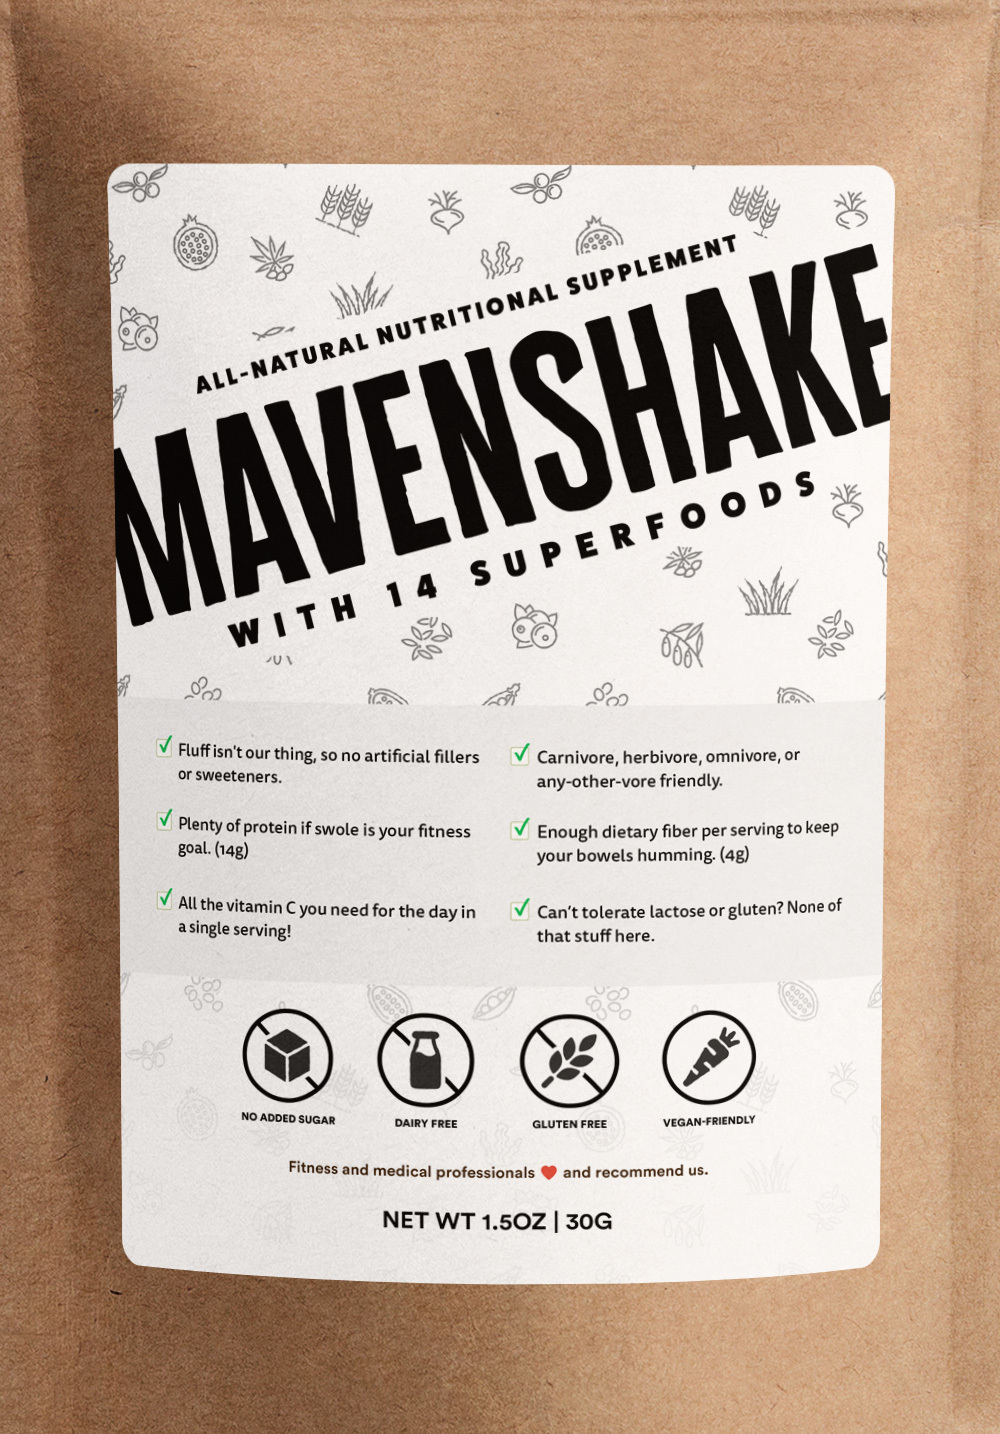 ALL-NATURAL NUTRITIONAL SUPPLEMENT
MAVENSHAKE
WITH 14 SUPERFOODS
Fluff isn't our thing, so no artificial fillers
or sweeteners.
Plenty of protein if swole is your fitness
goal. (14g)
All the vitamin C you need for the day in
a single serving!
Carnivore, herbivore, omnivore, or
any-other-vore friendly.
Enough dietary fiber per serving to keep
your bowels humming. (4g)
Can't tolerate lactose or gluten? None of
that stuff here.
NO ADDED SUGAR
DAIRY FREE
GLUTEN FREE
VEGAN-FRIENDLY
Fitness and medical professionals ❤ and recommend us.
NET WT 1.5OZ | 30G